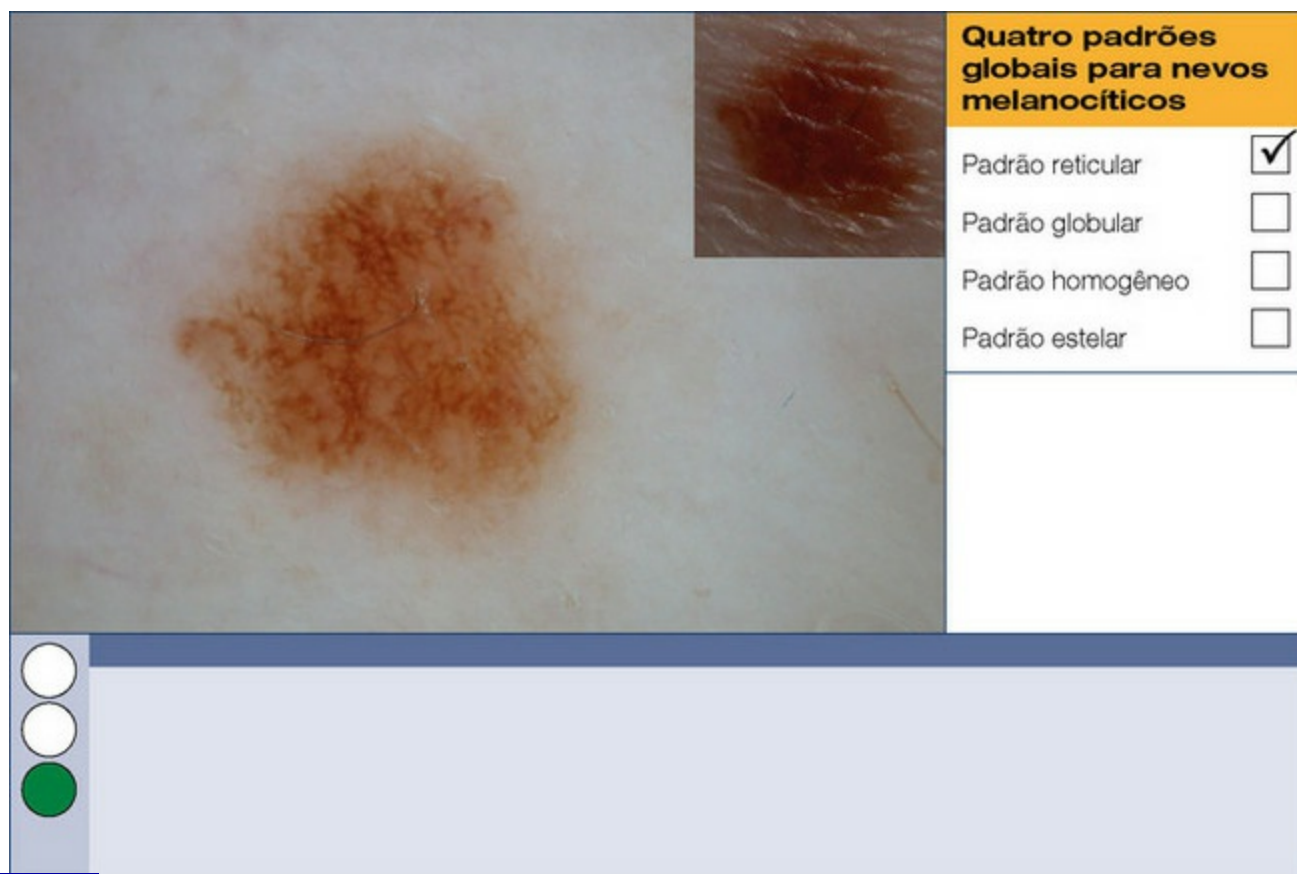 Quatro padrões
globais para nevos
melanocíticos
Padrão reticular
Padrão globular
Padrão homogêneo
Padrão estelar